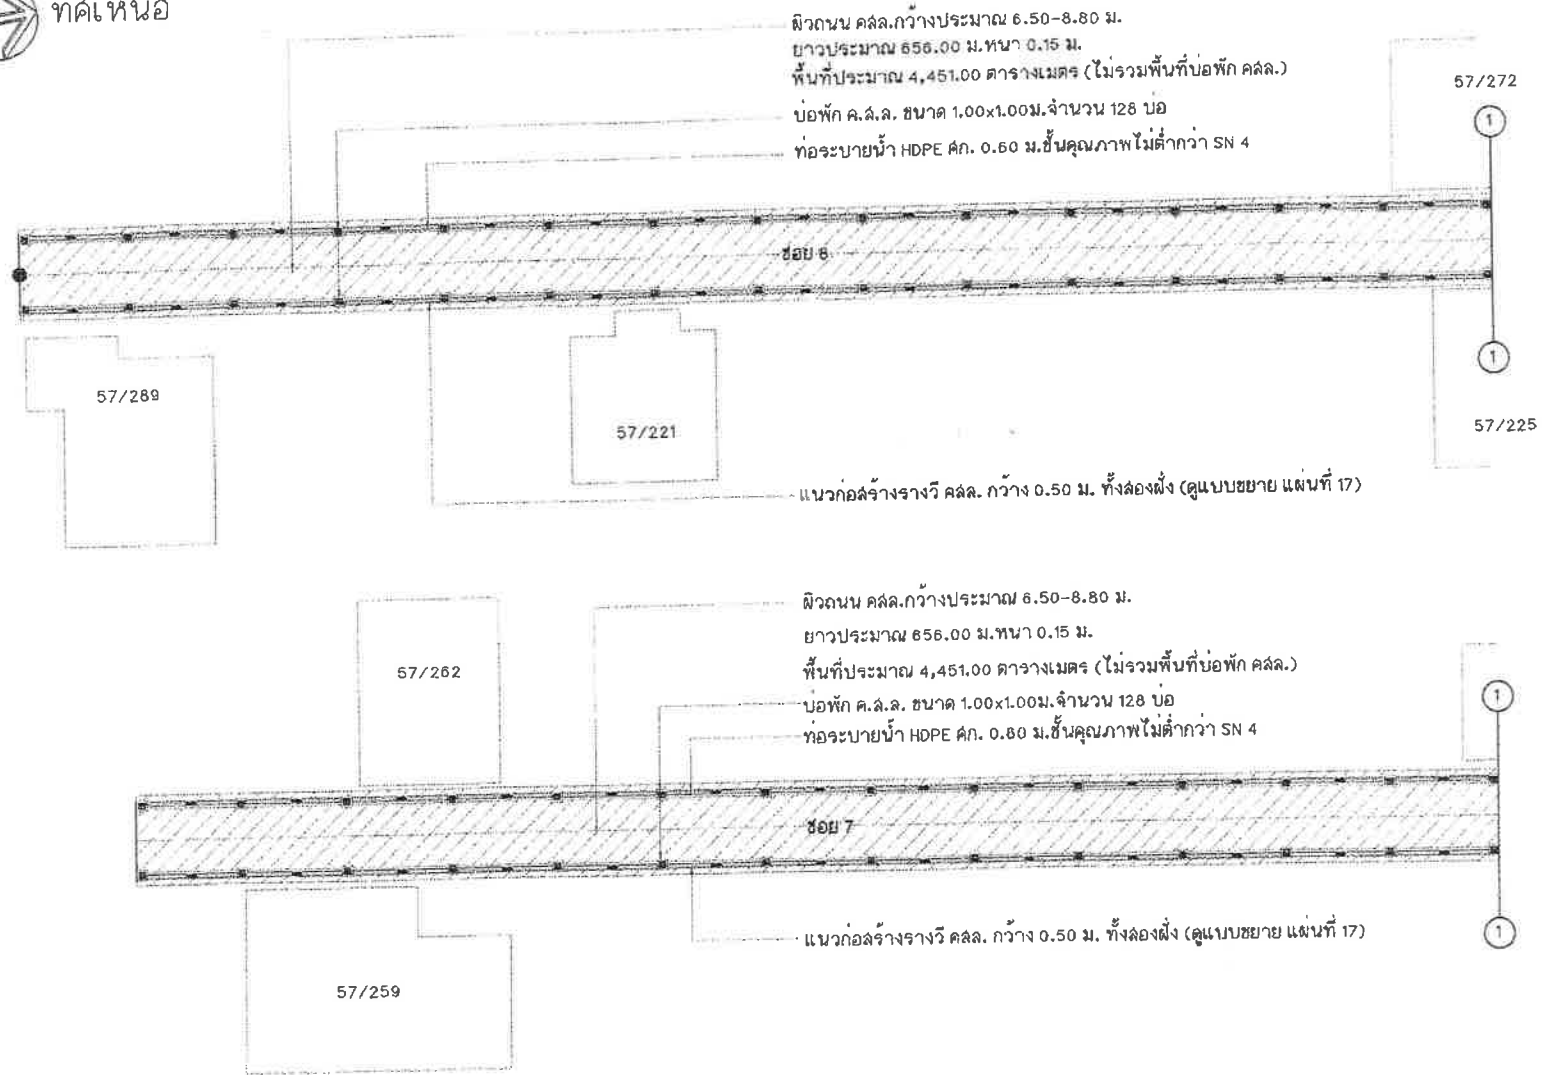 ทิศเหนือ
ผิวถนน คสล.กว้างประมาณ 6.50-8.80 ม.
ยาวประมาณ 656.00 ม.หนา 0.15 ม.
พื้นที่ประมาณ 4,451.00 ตารางเมตร (ไม่รวมพื้นที่บ่อพัก คสล.)
57/272
บ่อพัก ค.ส.ล. ขนาด 1.00x1.00ม.จำนวน 128 บ่อ
1
ท่อระบายน้ำ HDPE ศก. 0.60 ม.ชั้นคุณภาพไม่ต่ำกว่า SN 4
ซอย 8
1
57/289
57/221
57/225
แนวก่อสร้างรางวี คสล. กว้าง 0.50 ม. ทั้งสองฝั่ง (ดูแบบขยาย แผ่นที่ 17)
ผิวถนน คสล.กว้างประมาณ 6.50-8.80 ม.
ยาวประมาณ 656.00 ม.หนา 0.15 ม.
57/262
พื้นที่ประมาณ 4,451.00 ตารางเมตร (ไม่รวมพื้นที่บ่อพัก คสล.)
1
บ่อพัก ค.ส.ล. ขนาด 1.00x1.00ม.จำนวน 128 บ่อ
ท่อระบายน้ำ HDPE ศก. 0.80 ม.ชั้นคุณภาพไม่ต่ำกว่า SN 4
ซอย 7
แนวก่อสร้างรางวี คสล. กว้าง 0.50 ม. ทั้งสองฝั่ง (ดูแบบขยาย แผ่นที่ 17)
1
57/259